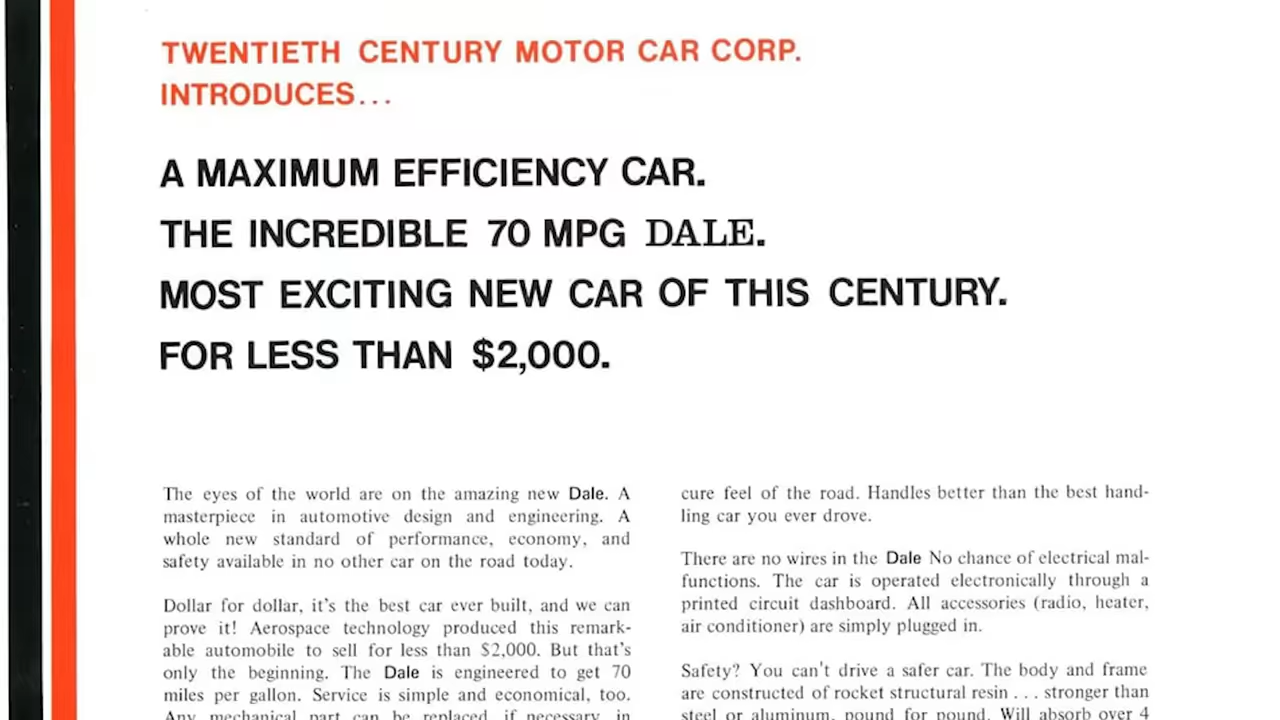 TWENTIETH CENTURY MOTOR CAR CORP.
INTRODUCES...
A MAXIMUM EFFICIENCY CAR.
THE INCREDIBLE 70 MPG DALE.
MOST EXCITING NEW CAR OF THIS CENTURY.
FOR LESS THAN $2,000.
The eyes of the world are on the amazing new Dale. A
masterpiece in automotive design and engineering. A
whole new standard of performance, economy, and
safety available in no other car on the road today.
Dollar for dollar, it's the best car ever built, and we can
prove it! Aerospace technology produced this remark-
able automobile to sell for less than $2,000. But that's
only the beginning. The Dale is engineered to get 70
miles per gallon. Service is simple and economical, too.
Any mechanical part can be replaced, if necessary, in
cure feel of the road. Handles better than the best hand-
ling car you ever drove.
There are no wires in the Dale No chance of electrical mal-
functions. The car is operated electronically through a
printed circuit dashboard. All accessories (radio, heater,
air conditioner) are simply plugged in.
Safety? You can't drive a safer car. The body and frame
are constructed of rocket structural resin . . . stronger than
steel or aluminum, pound for pound. Will absorb over 4